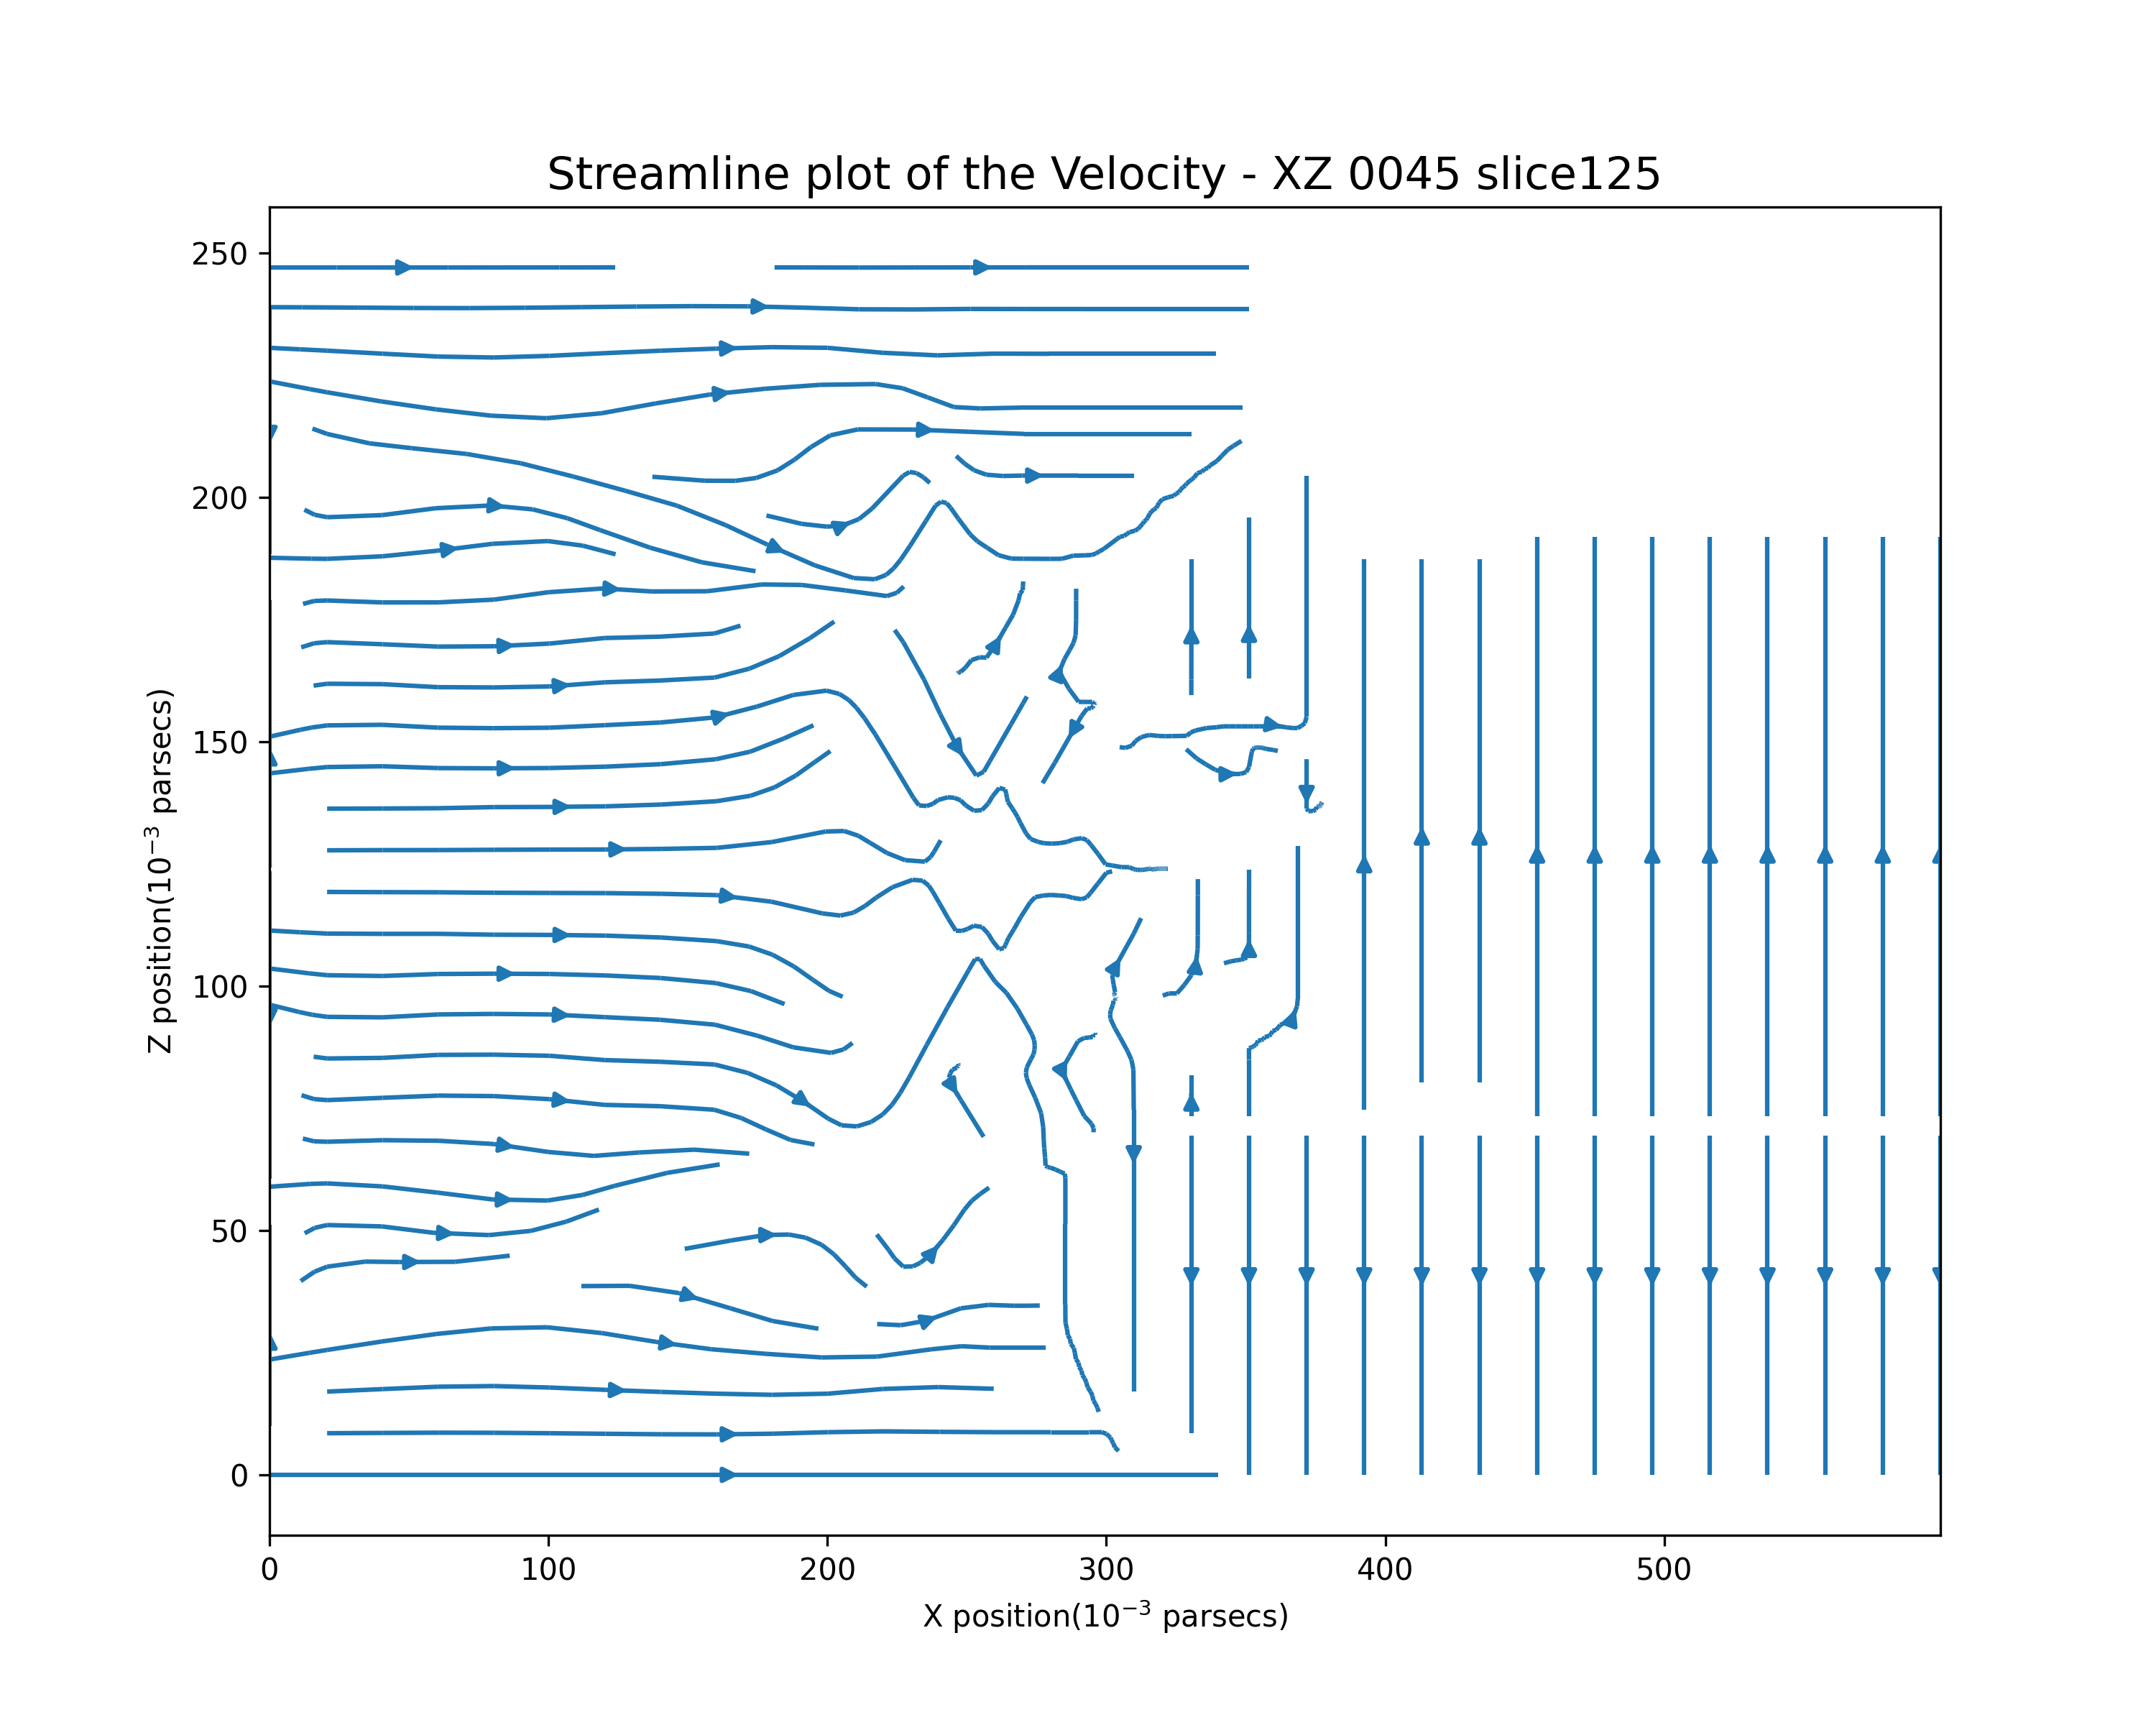 Streamline plot of the Velocity - XZ 0045 slice125
250
200
150
100
50
0
Z position(10⁻³ parsecs)
0 100 200 300 400 500
X position(10⁻³ parsecs)